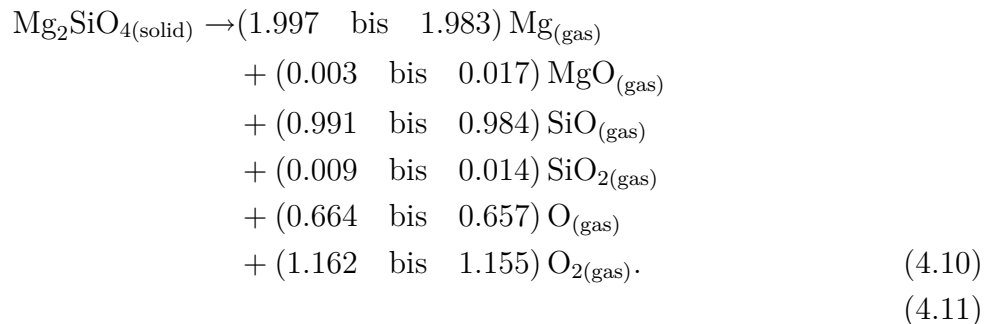 Mg₂SiO₄(solid) → (1.997 bis 1.983) Mg(gas)
+ (0.003 bis 0.017) MgO(gas)
+ (0.991 bis 0.984) SiO(gas)
+ (0.009 bis 0.014) SiO₂(gas)
+ (0.664 bis 0.657) O(gas)
+ (1.162 bis 1.155) O₂(gas). (4.10)
(4.11)